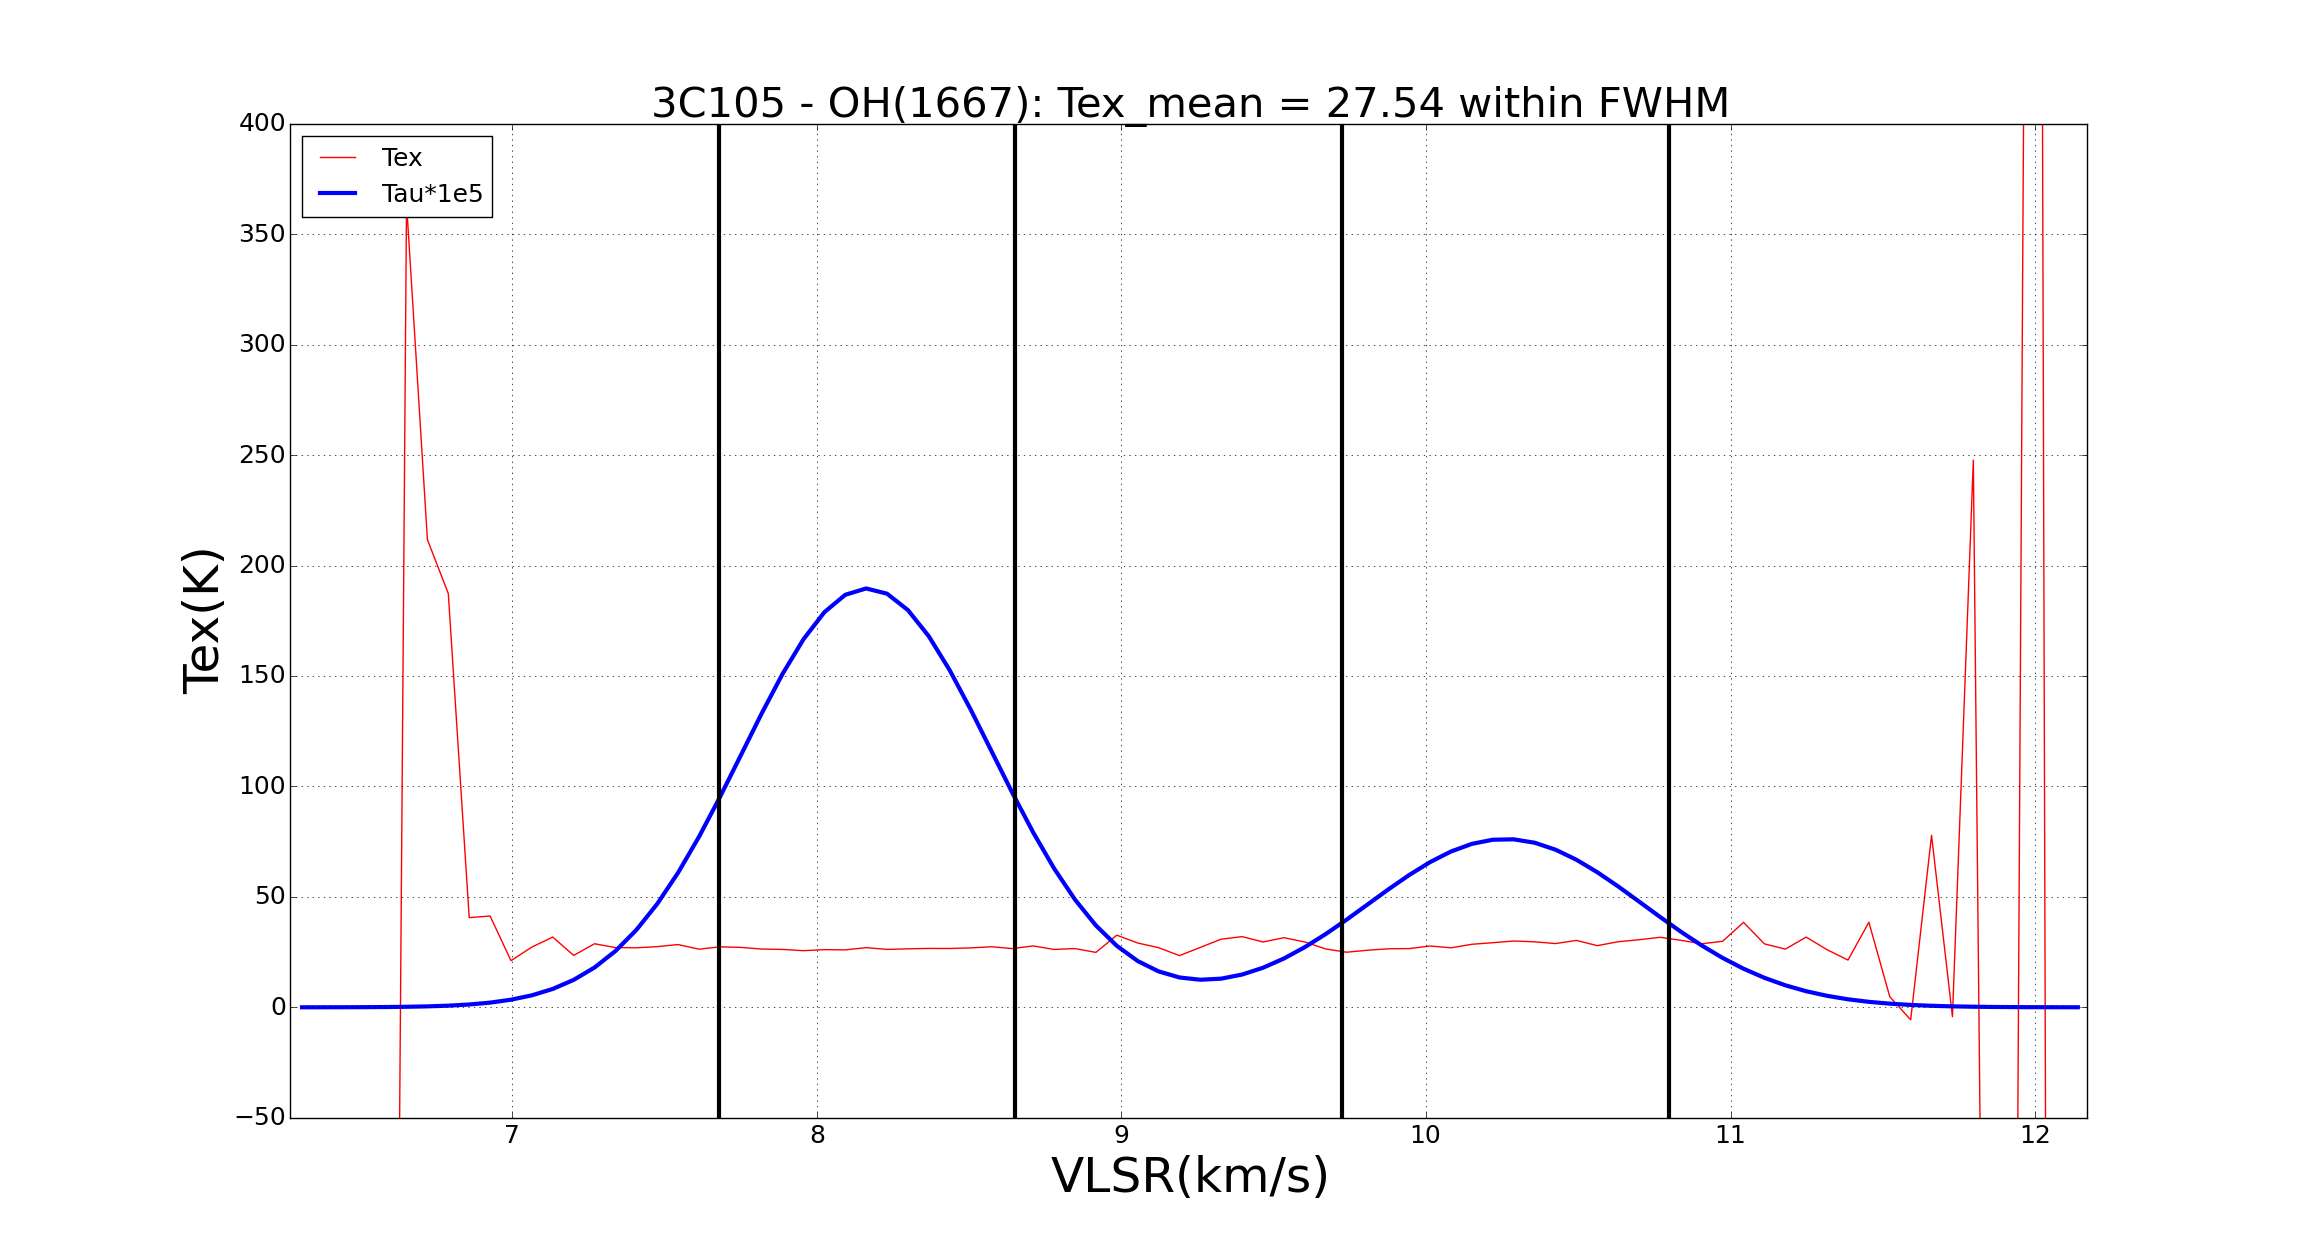 3C105 - OH(1667): Tex_mean = 27.54 within FWHM
Tex
Tau*1e5
400
350
300
250
200
150
100
50
0
−50
Tex(K)
7 8 9 10 11 12
VLSR(km/s)